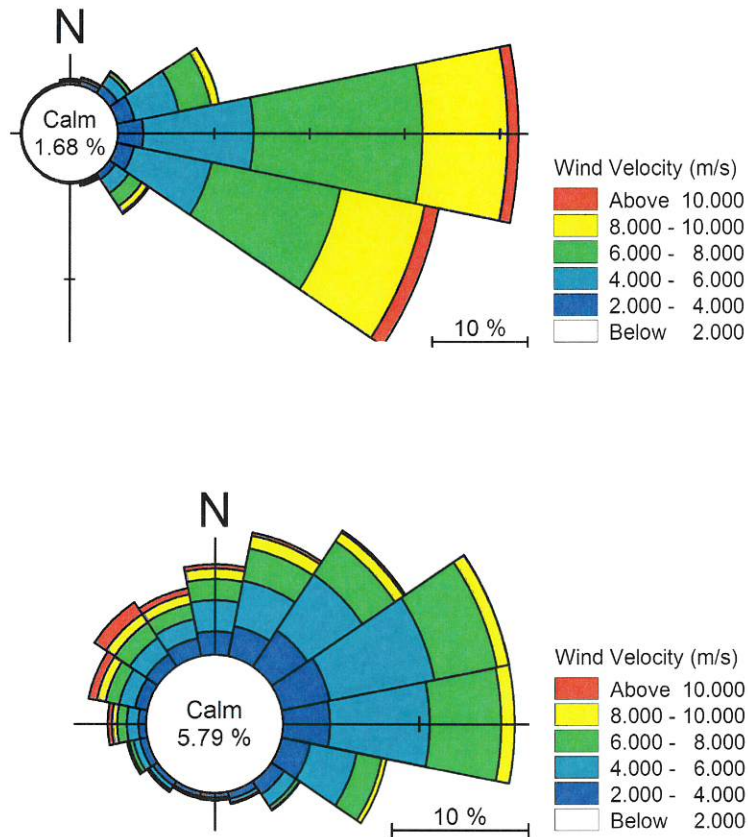 N
Calm
1.68 %
Wind Velocity (m/s)
Above 10.000
8.000 - 10.000
6.000 - 8.000
4.000 - 6.000
2.000 - 4.000
Below 2.000
10 %
N
Calm
5.79 %
Wind Velocity (m/s)
Above 10.000
8.000 - 10.000
6.000 - 8.000
4.000 - 6.000
2.000 - 4.000
Below 2.000
10 %